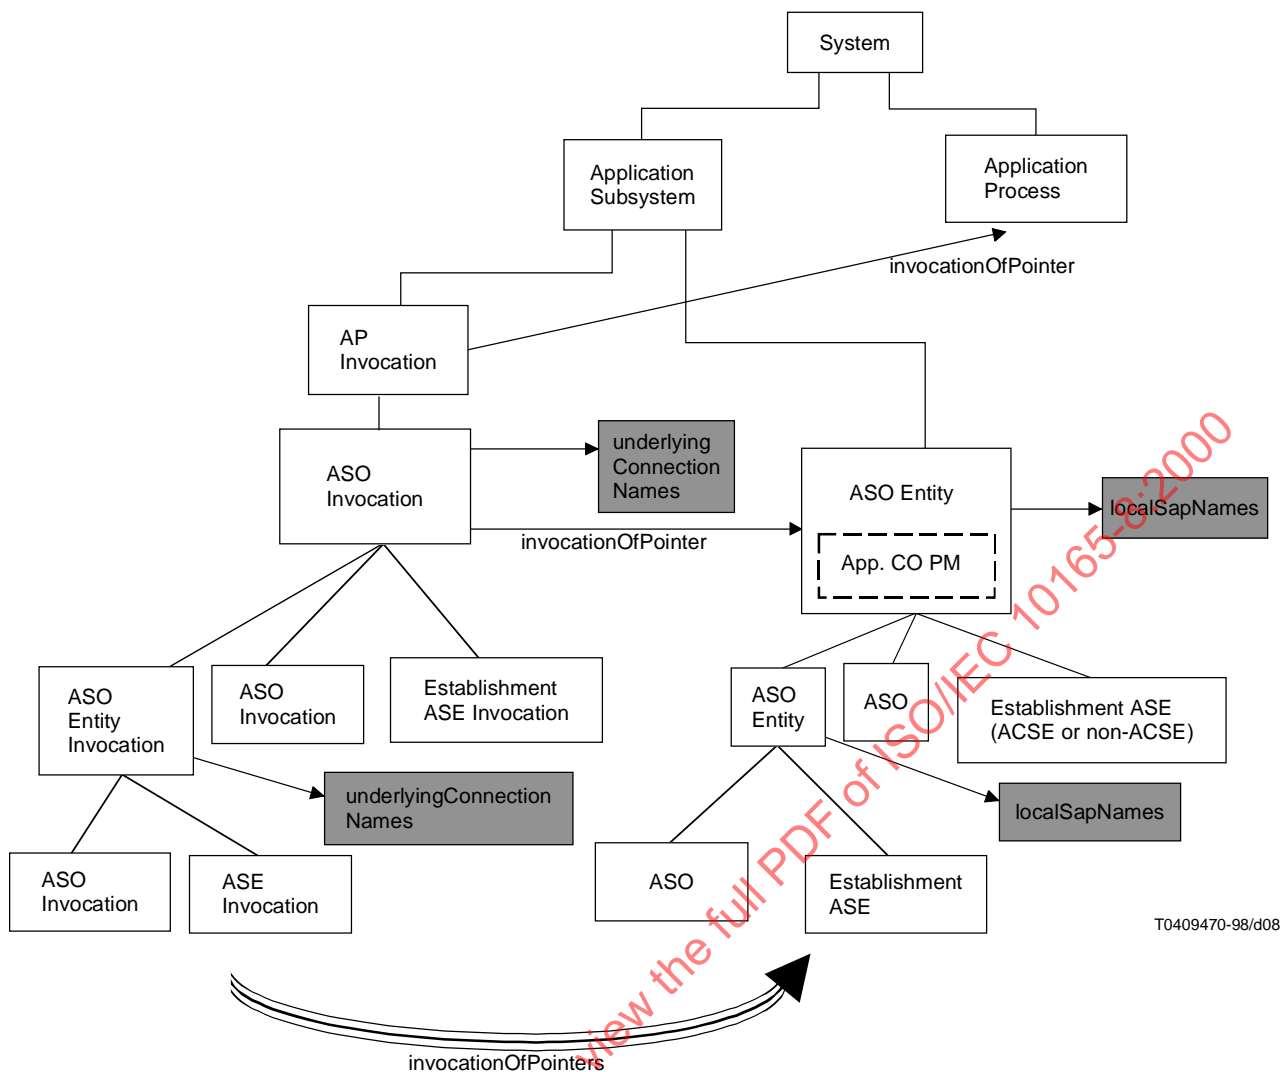 System
Application
Subsystem
Application
Process
invocationOfPointer
AP
Invocation
underlying
Connection
Names
ASO
Invocation
ASO Entity
localSapNames
invocationOfPointer
App. CO PM
ASO
Entity
Invocation
ASO
Invocation
Establishment
ASE Invocation
ASO
Entity
ASO
Establishment ASE
(ACSE or non-ACSE)
underlyingConnection
Names
localSapNames
ASO
Invocation
ASE
Invocation
ASO
Establishment
ASE
T0409470-98/d08
invocationOfPointers
view the full PDF of ISO/IEC 10165-8:2000